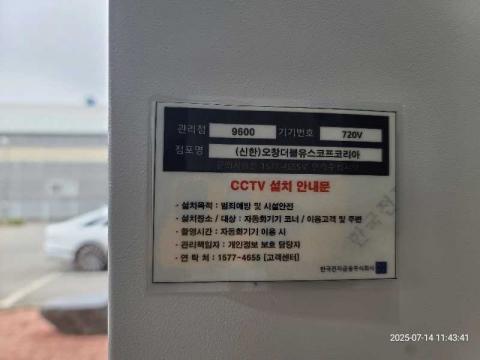 관리점 9600 기기번호 720V
점포명 (신한)오창더블유스코프코리아
CCTV 설치 안내문
· 설치목적 : 범죄예방 및 시설안전
· 설치장소 / 대상 : 자동화기기 코너 / 이용고객 및 주변
· 촬영시간 : 자동화기기 이용 시
· 관리책임자 : 개인정보 보호 담당자
· 연 락 처 : 1577-4655 [고객센터]
한국전자금융주식회사
한국전
2025-07-14 11:43:41